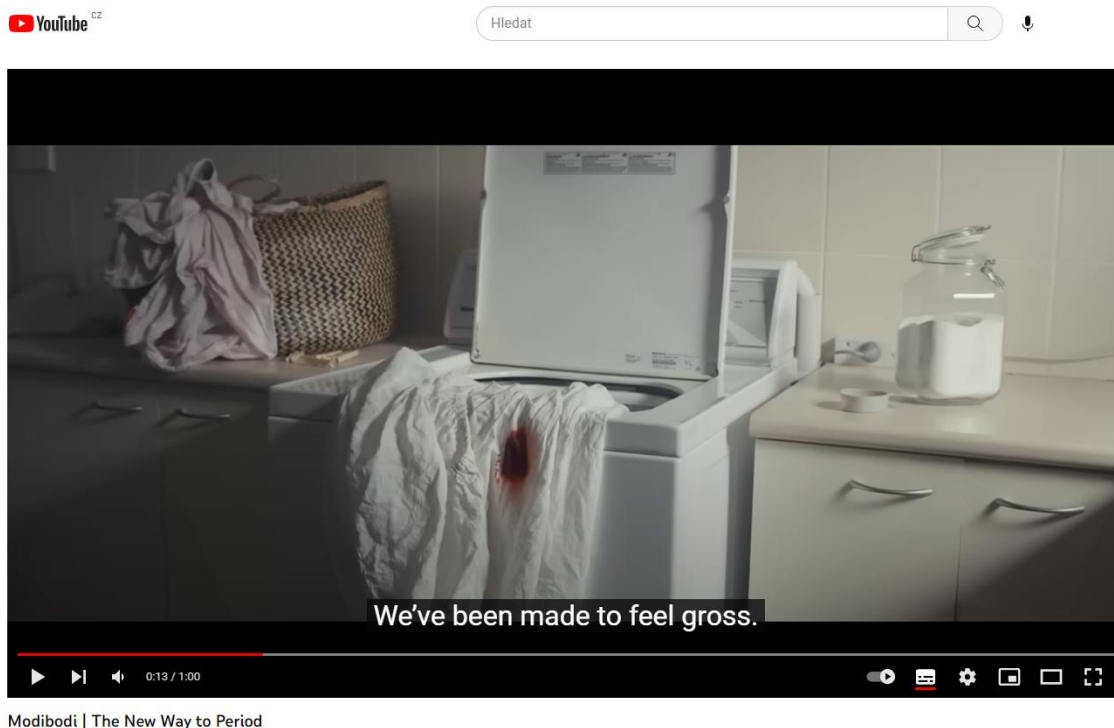 YouTube CZ
Hledat
We've been made to feel gross.
0:13 / 1:00
Modibodi | The New Way to Period